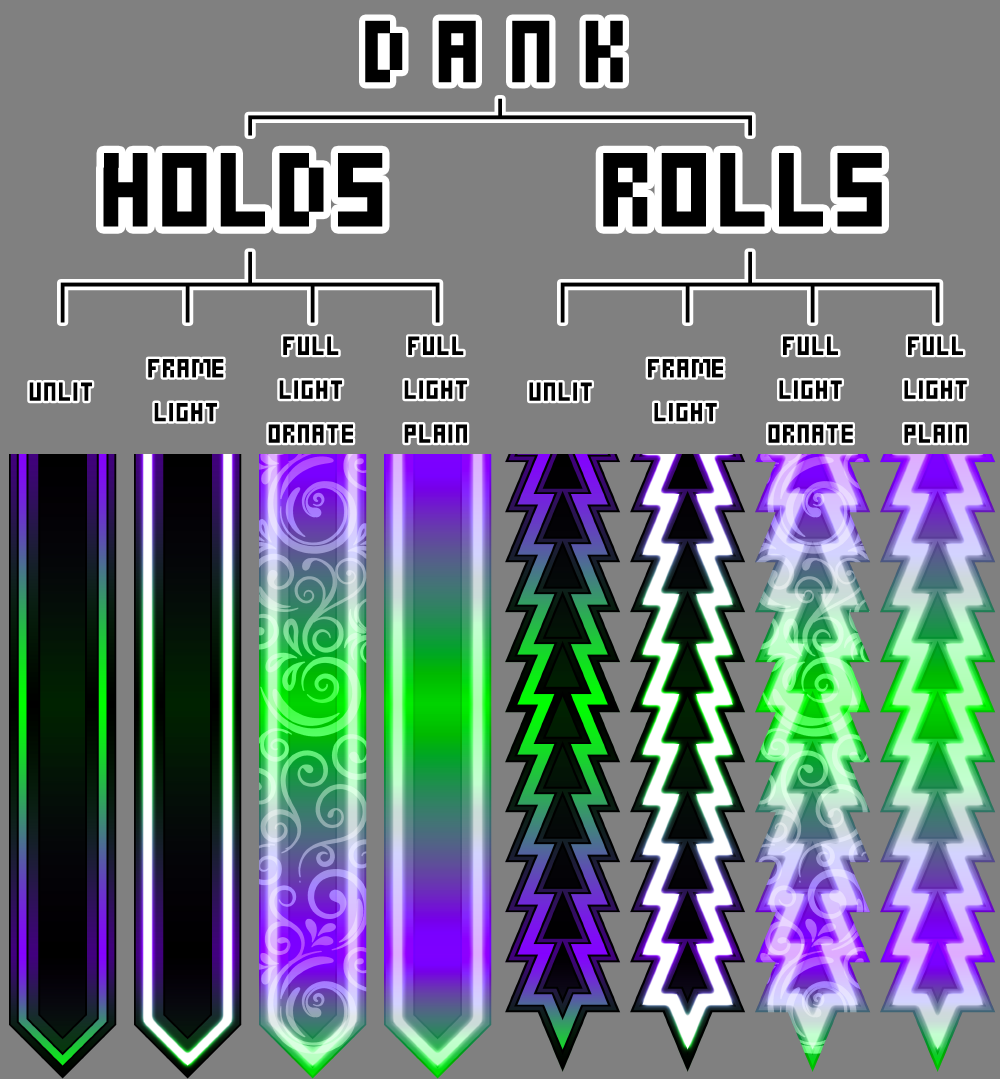 DANK
HOLDS
ROLLS
UNLIT
FRAME
LIGHT
FULL
LIGHT
ORNATE
FULL
LIGHT
PLAIN
UNLIT
FRAME
LIGHT
FULL
LIGHT
ORNATE
FULL
LIGHT
PLAIN